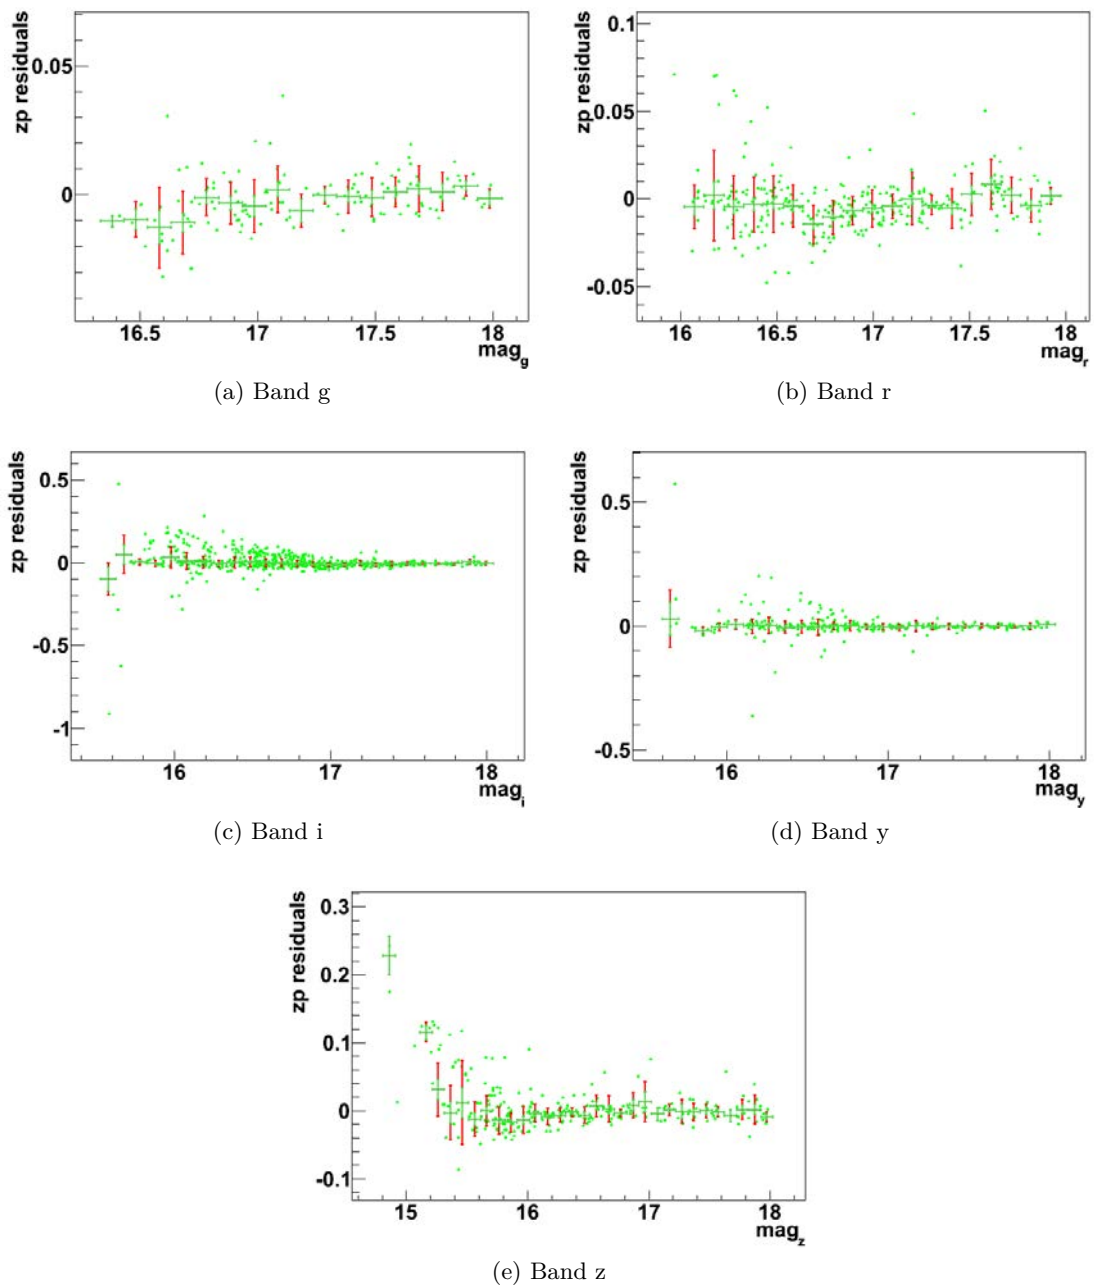 zp residuals
0.05
0
16.5 17 17.5 18
mag_g
(a) Band g
zp residuals
0.1
0.05
0
-0.05
16 16.5 17 17.5 18
mag_r
(b) Band r
zp residuals
0.5
0
-0.5
-1
16 17 18
mag_i
(c) Band i
zp residuals
0.5
0
-0.5
16 17 18
mag_y
(d) Band y
zp residuals
0.3
0.2
0.1
0
-0.1
15 16 17 18
mag_z
(e) Band z